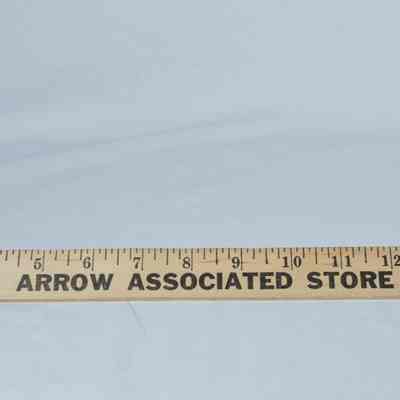 5 6 7 8 9 10 11 12
ARROW ASSOCIATED STORE